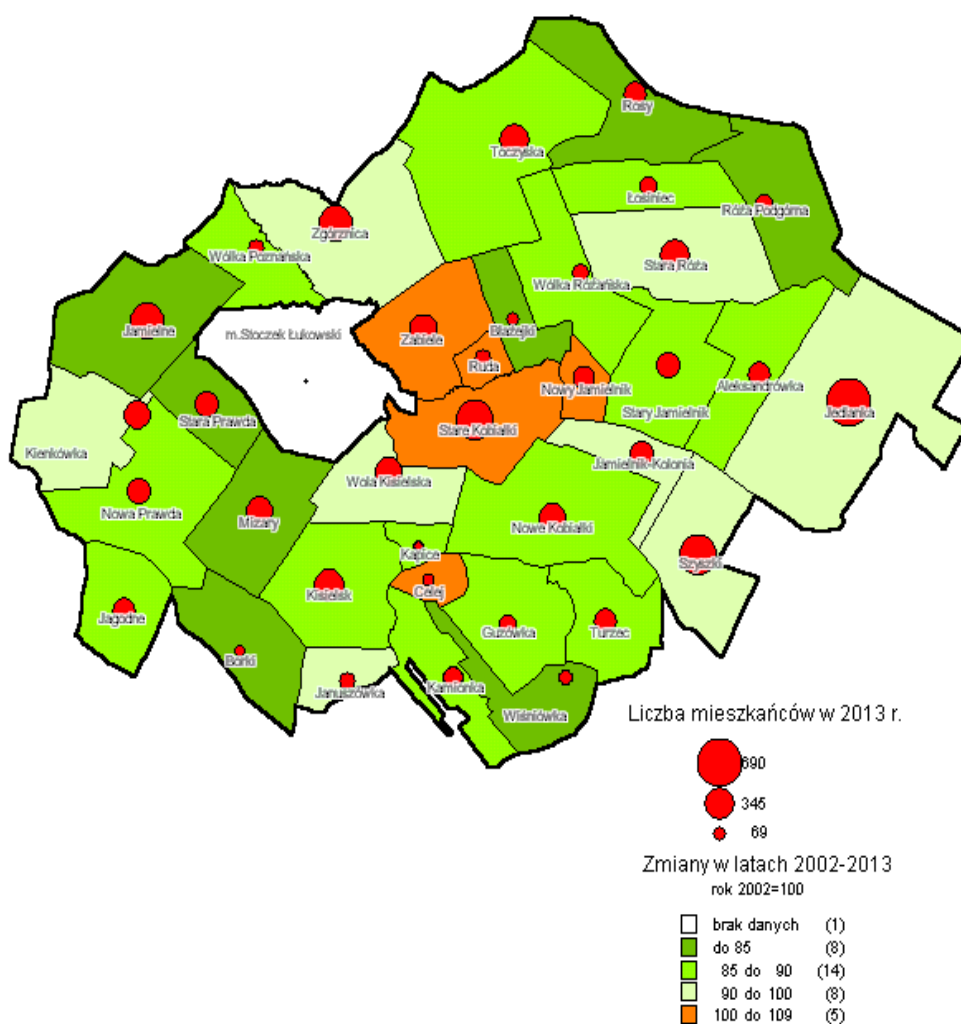 Rosy
Toczyska
Łosiniec
Róża Podgórna
Zgórznica
Wólka Poznańska
Stara Róża
Wólka Różańska
Jamielne
m.Stoczek Łukowski
Zabiele
Błażejki
Ruda
Nowy Jamielnik
Aleksandrówka
Stara Prawda
Stary Jamielnik
Jedlanka
Stare Kobiałki
Kienkówka
Jamielnik-Kolonia
Wola Kisielska
Nowa Prawda
Mizary
Nowe Kobiałki
Kapice
Szyszki
Kisielsk
Celej
Jagodne
Guzówka
Turzec
Borki
Januszówka
Kamionka
Wiśniówka
Liczba mieszkańców w 2013 r.
690
345
69
Zmiany w latach 2002-2013
rok 2002=100
brak danych (1)
do 85 (8)
85 do 90 (14)
90 do 100 (8)
100 do 109 (5)